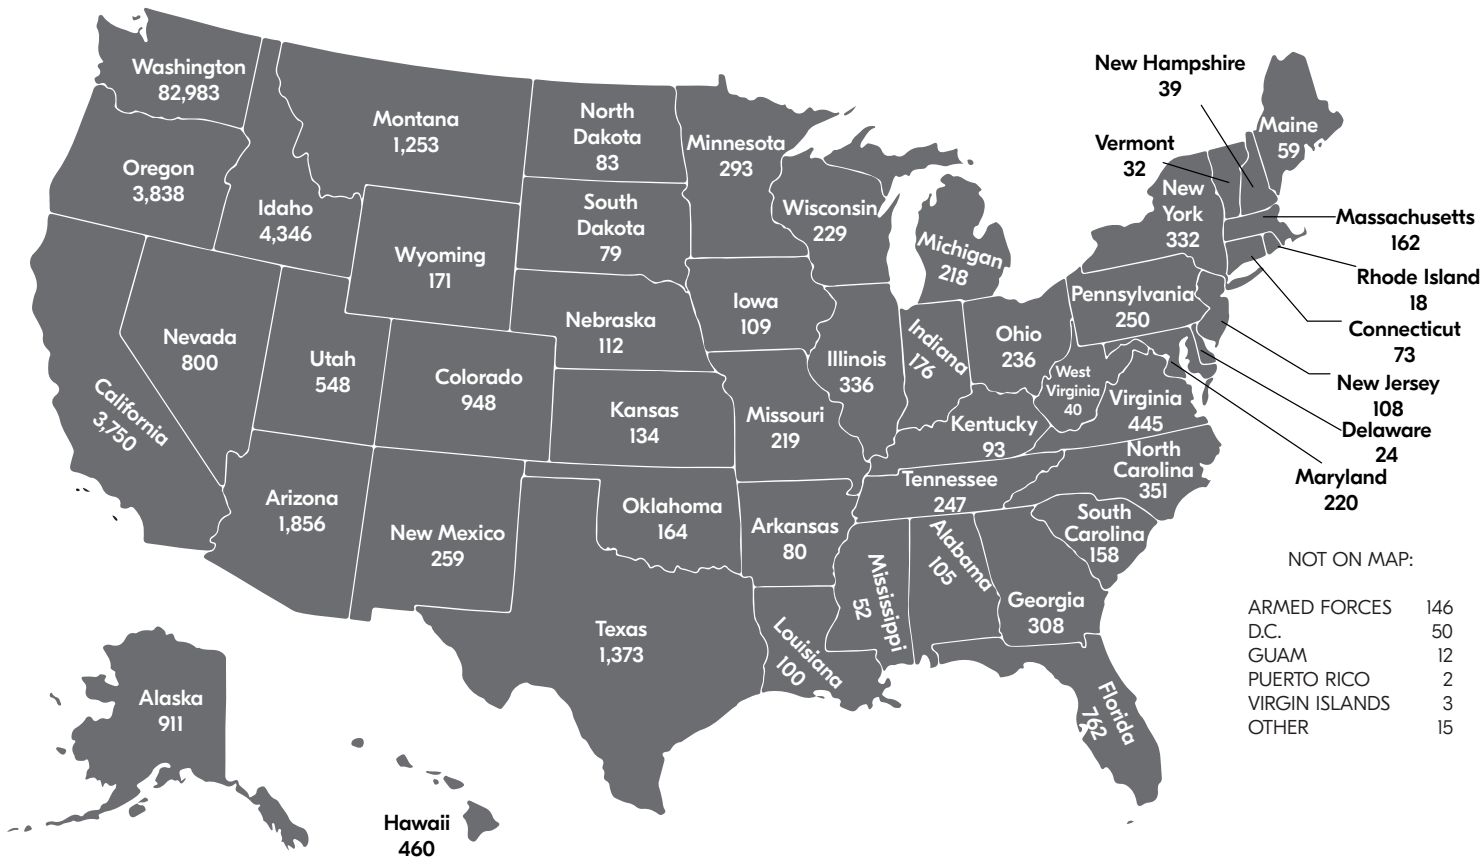 Washington
82,983
Oregon
3,838
California
3,750
Nevada
800
Idaho
4,346
Montana
1,253
Wyoming
171
Utah
548
Arizona
1,856
Colorado
948
New Mexico
259
North
Dakota
83
South
Dakota
79
Nebraska
112
Kansas
134
Oklahoma
164
Texas
1,373
Minnesota
293
Iowa
109
Missouri
219
Arkansas
80
Louisiana
100
Wisconsin
229
Illinois
336
Michigan
218
Indiana
176
Ohio
236
Kentucky
93
Tennessee
247
Mississippi
52
Alabama
105
Georgia
308
Florida
762
South
Carolina
158
North
Carolina
351
Virginia
445
West
Virginia
40
Pennsylvania
250
New
York
332
Maine
59
New Hampshire
39
Vermont
32
Massachusetts
162
Rhode Island
18
Connecticut
73
New Jersey
108
Delaware
24
Maryland
220
Alaska
911
Hawaii
460
NOT ON MAP:
ARMED FORCES 146
D.C. 50
GUAM 12
PUERTO RICO 2
VIRGIN ISLANDS 3
OTHER 15